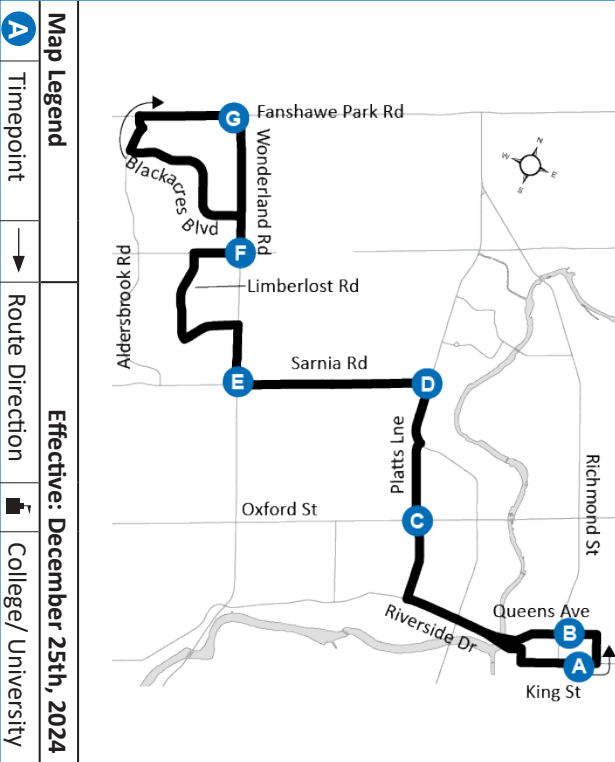 Map Legend
Effective: December 25th, 2024
A
Timepoint
Route Direction
College/ University
G
Fanshawe Park Rd
N
W
E
S
Wonderland Rd
Blackacres Blvd
F
Aldersbrook Rd
Limberlost Rd
Sarnia Rd
E
D
Platts Lne
Richmond St
Oxford St
C
Riverside Dr
Queens Ave
B
A
King St